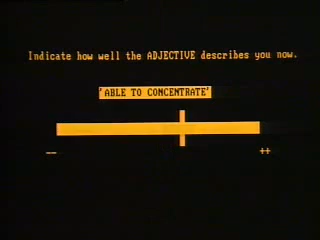 Indicate how well the ADJECTIVE describes you now.
'ABLE TO CONCENTRATE'
-- ++